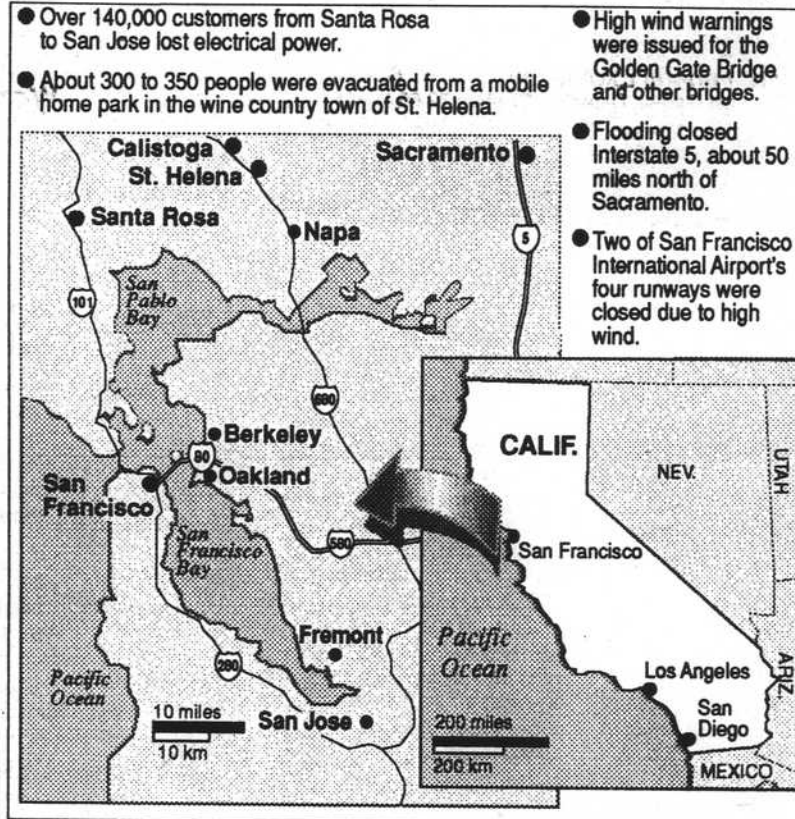 ● Over 140,000 customers from Santa Rosa
to San Jose lost electrical power.
● About 300 to 350 people were evacuated from a mobile
home park in the wine country town of St. Helena.
● High wind warnings
were issued for the
Golden Gate Bridge
and other bridges.
● Flooding closed
Interstate 5, about 50
miles north of
Sacramento.
● Two of San Francisco
International Airport's
four runways were
closed due to high
wind.
Calistoga
St. Helena
Sacramento
Santa Rosa
Napa
5
101
San
Pablo
Bay
680
Berkeley
80
Oakland
San
Francisco
San
Francisco
Bay
580
Fremont
280
Pacific
Ocean
10 miles
10 km
San Jose
CALIF.
NEV.
UTAH
San Francisco
Pacific
Ocean
Los Angeles
ARIZ.
San
Diego
200 miles
200 km
MEXICO